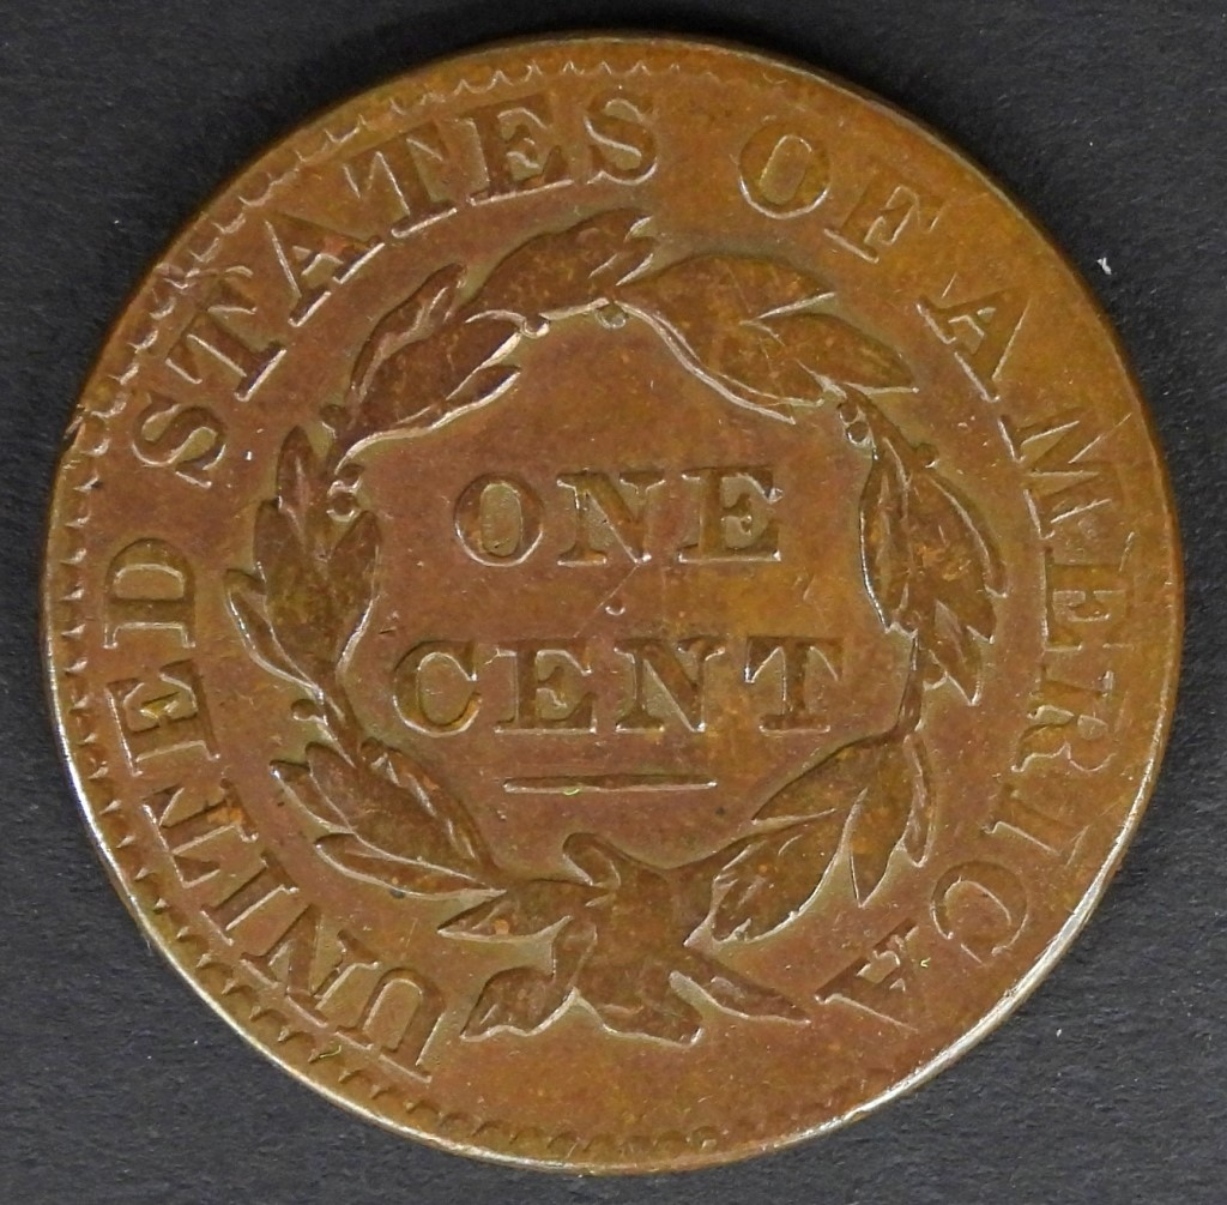 UNITED STATES OF AMERICA
ONE
CENT